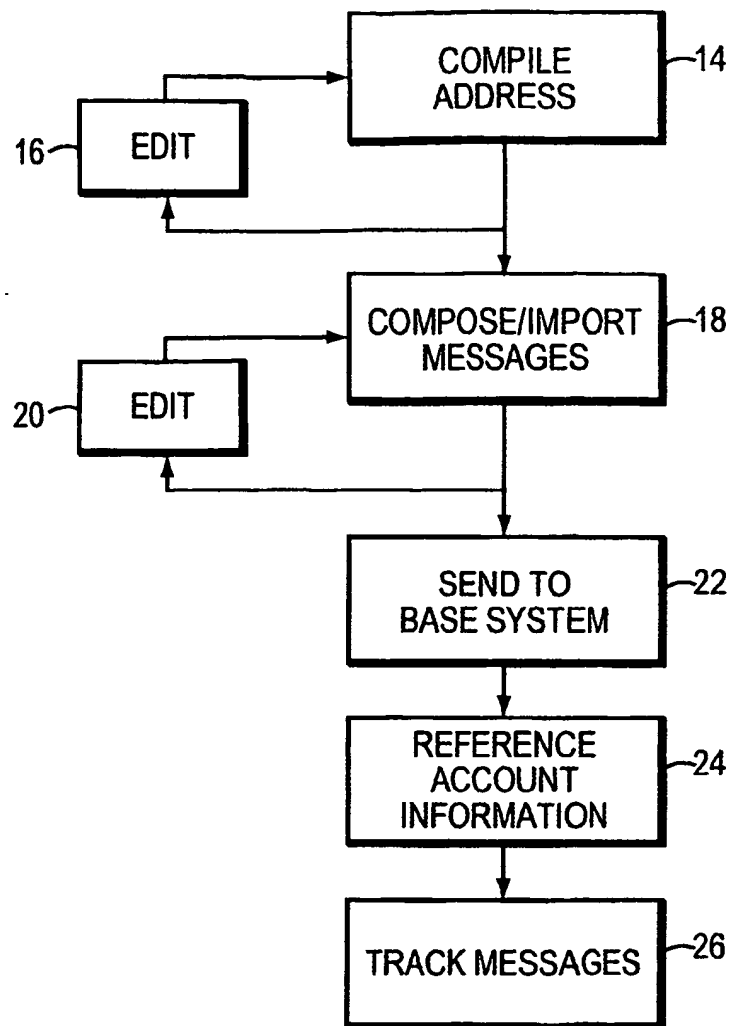 COMPILE
ADDRESS
14
16
EDIT
COMPOSE/IMPORT
MESSAGES
18
20
EDIT
SEND TO
BASE SYSTEM
22
REFERENCE
ACCOUNT
INFORMATION
24
TRACK MESSAGES
26